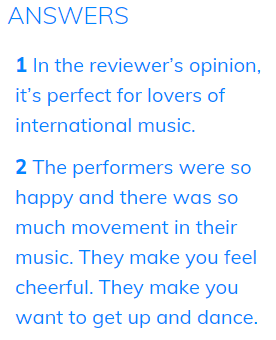 ANSWERS
1 In the reviewer's opinion,
it's perfect for lovers of
international music.
2 The performers were so
happy and there was so
much movement in their
music. They make you feel
cheerful. They make you
want to get up and dance.